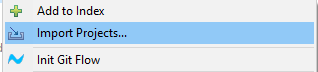 Add to Index
Import Projects...
Init Git Flow